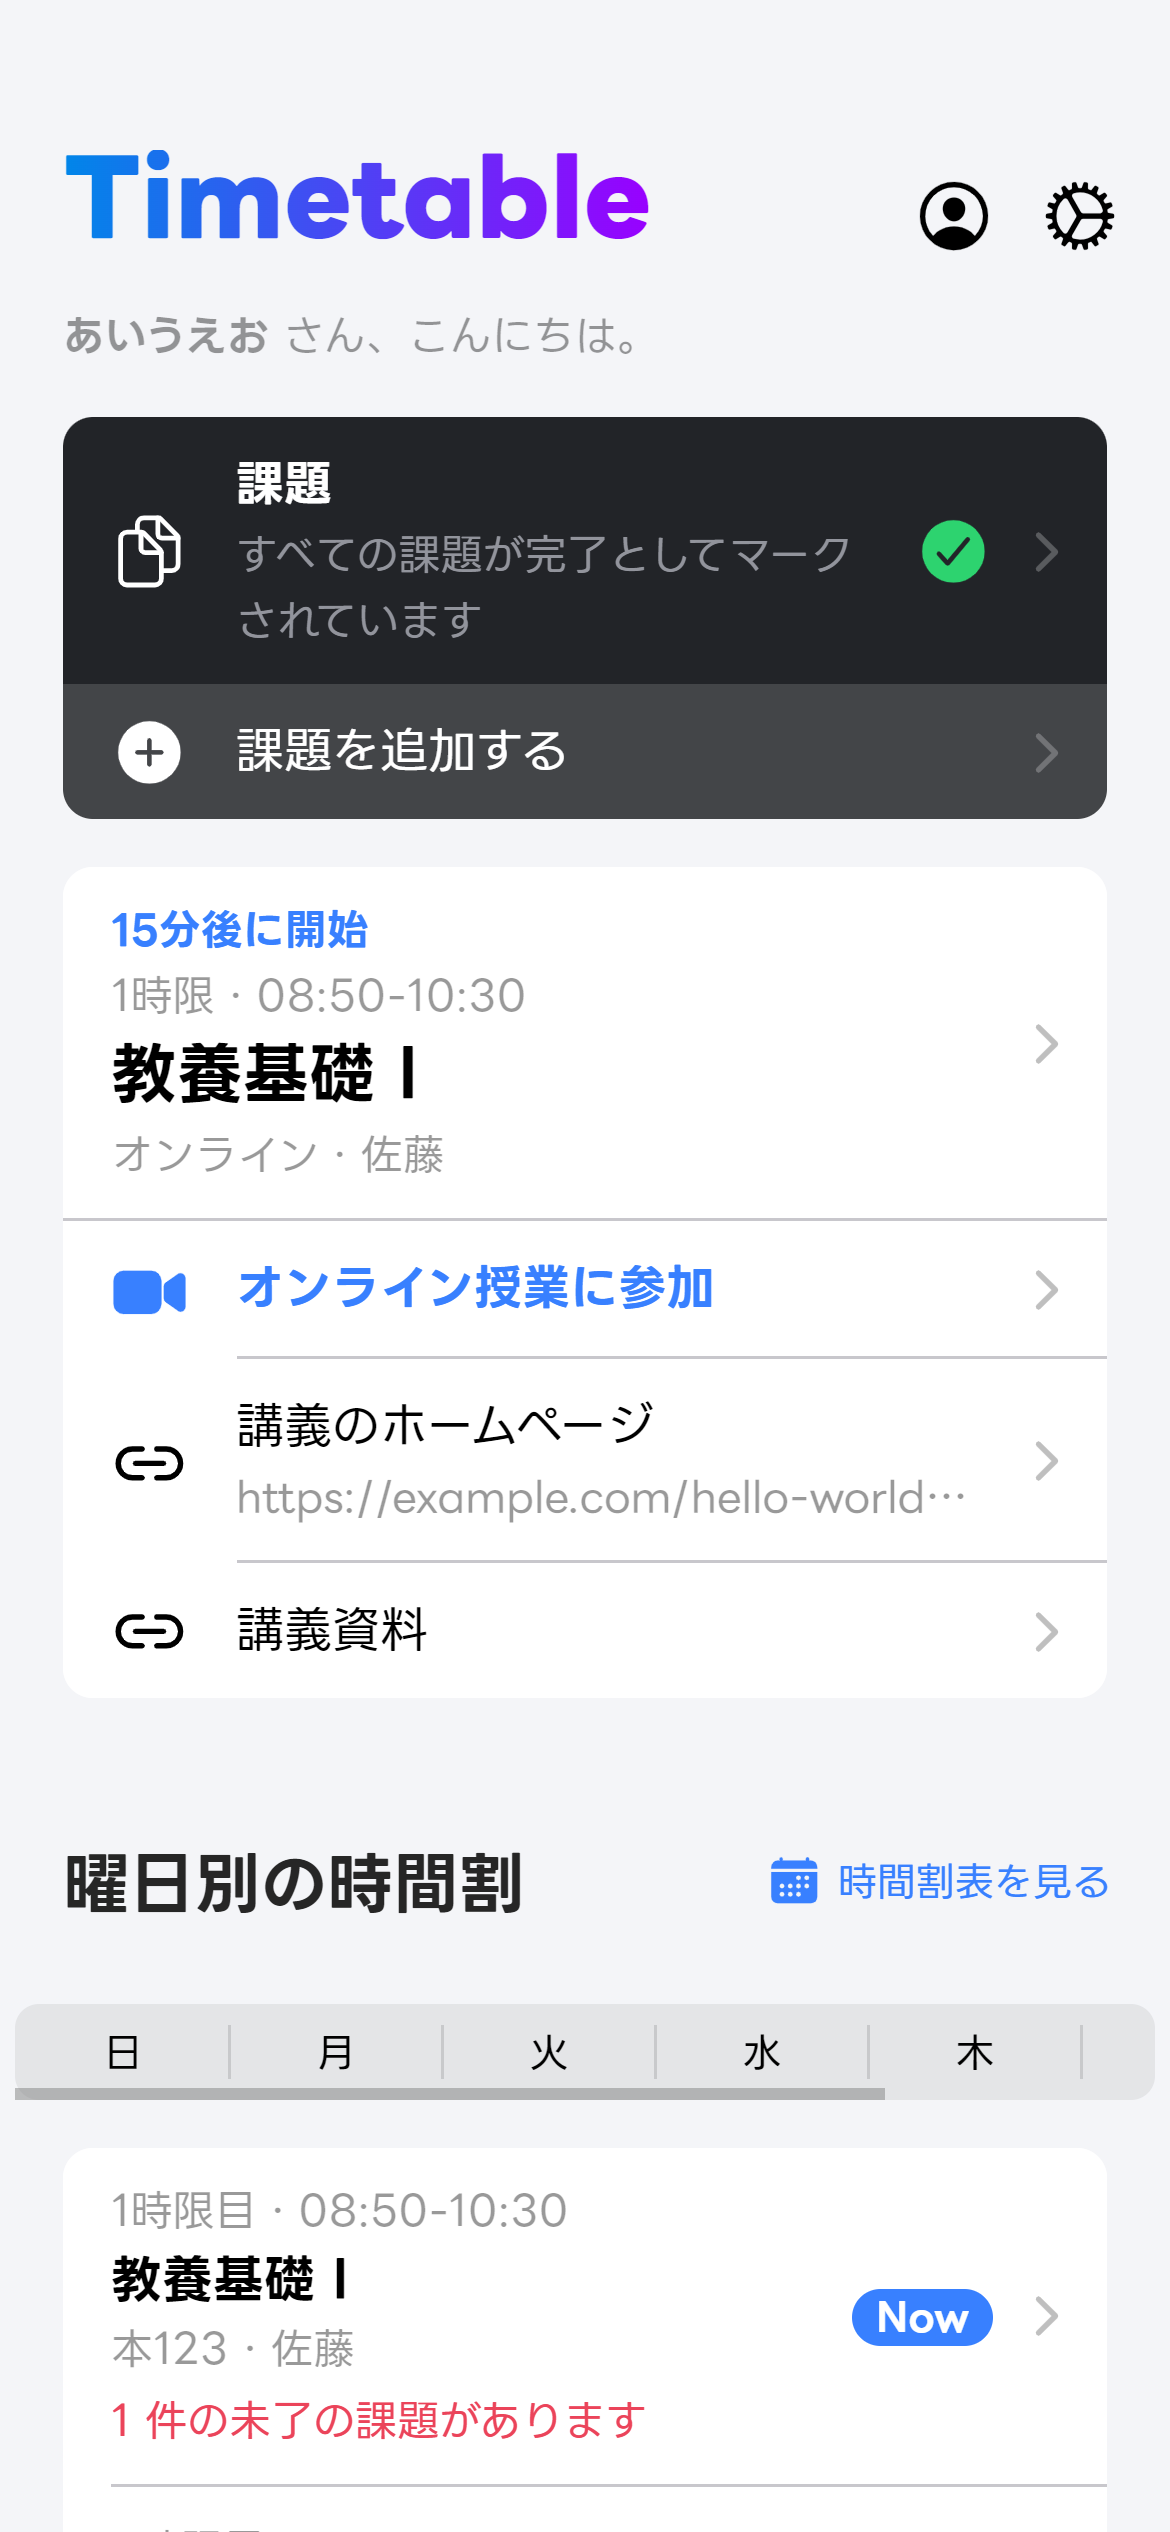 Timetable
あいうえお さん、こんにちは。
課題
すべての課題が完了としてマーク
されています
課題を追加する
15分後に開始
1時限 · 08:50-10:30
教養基礎 I
オンライン · 佐藤
オンライン授業に参加
講義のホームページ
https://example.com/hello-world…
講義資料
曜日別の時間割
時間割表を見る
日 月 火 水 木
1時限目 · 08:50-10:30
教養基礎 I
Now
本123 · 佐藤
1 件の未了の課題があります